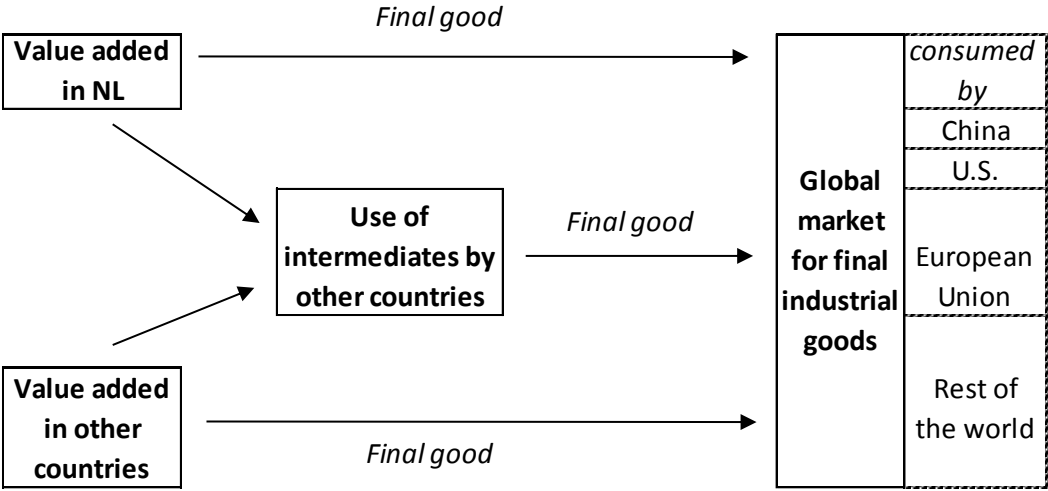 Final good
Value added
in NL
Use of
intermediates by
other countries
Final good
Value added
in other
countries
Final good
Global
market
for final
industrial
goods
consumed
by
China
U.S.
European
Union
Rest of
the world